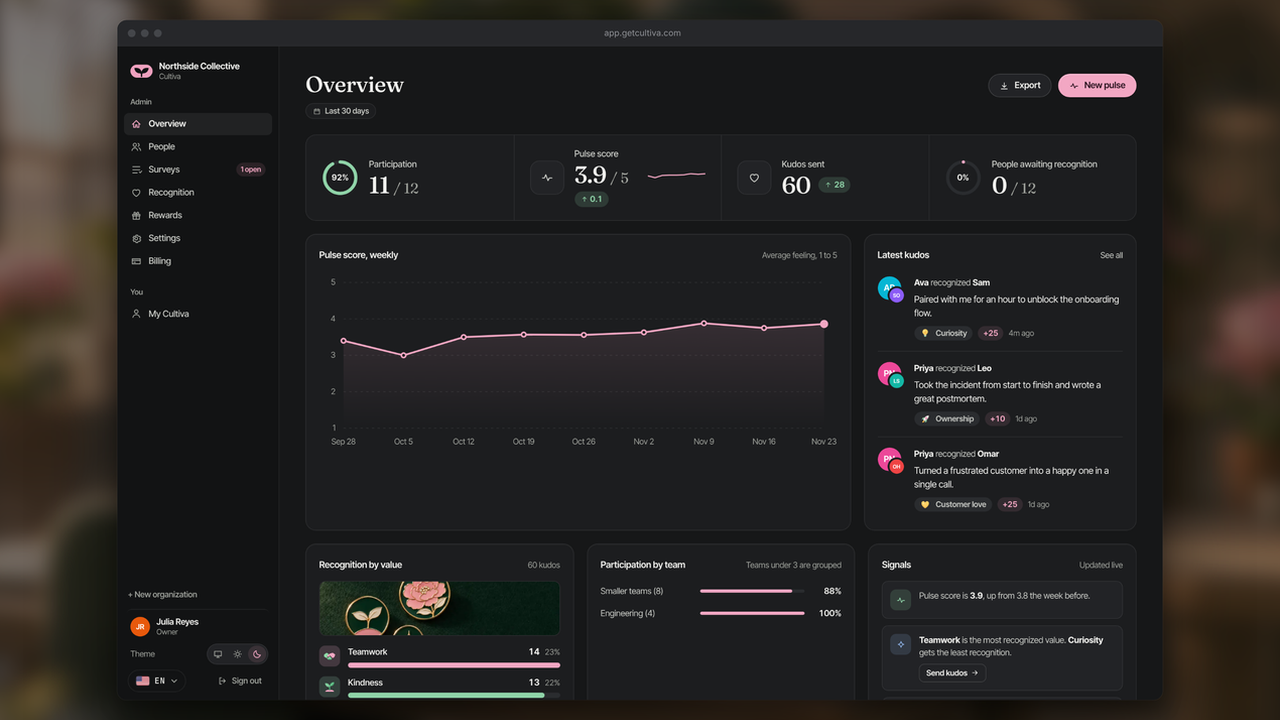 app.getcultiva.com
Northside Collective
Cultiva
Admin
Overview
People
Surveys
1 open
Recognition
Rewards
Settings
Billing
You
My Cultiva
+ New organization
JR
Julia Reyes
Owner
Theme
EN
Sign out
Overview
Last 30 days
Export
New pulse
92%
Participation
11 / 12
Pulse score
3.9 / 5
↑ 0.1
Kudos sent
60
↑ 28
0%
People awaiting recognition
0 / 12
Pulse score, weekly
Average feeling, 1 to 5
5
4
3
2
1
Sep 28
Oct 5
Oct 12
Oct 19
Oct 26
Nov 2
Nov 9
Nov 16
Nov 23
Latest kudos
See all
SO
Ava recognized Sam
Paired with me for an hour to unblock the onboarding
flow.
Curiosity
+25
4m ago
LS
Priya recognized Leo
Took the incident from start to finish and wrote a
great postmortem.
Ownership
+10
1d ago
OH
Priya recognized Omar
Turned a frustrated customer into a happy one in a
single call.
Customer love
+25
1d ago
Recognition by value
60 kudos
Teamwork
14 23%
Kindness
13 22%
Participation by team
Teams under 3 are grouped
Smaller teams (8)
88%
Engineering (4)
100%
Signals
Updated live
Pulse score is 3.9, up from 3.8 the week before.
Teamwork is the most recognized value. Curiosity
gets the least recognition.
Send kudos →